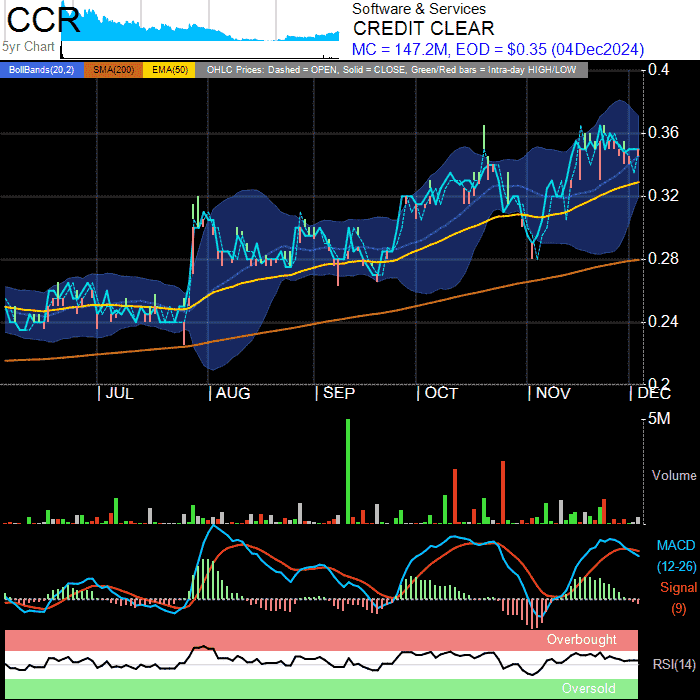 CCR
5yr Chart
Software & Services
CREDIT CLEAR
MC = 147.2M, EOD = $0.35 (04Dec2024)
BollBands(20,2) SMA(200) EMA(50) OHLC Prices: Dashed = OPEN, Solid = CLOSE, Green/Red bars = Intra-day HIGH/LOW
0.4
0.36
0.32
0.28
0.24
0.2
JUL AUG SEP OCT NOV DEC
5M
Volume
MACD
(12-26)
Signal
(9)
Overbought
RSI(14)
Oversold